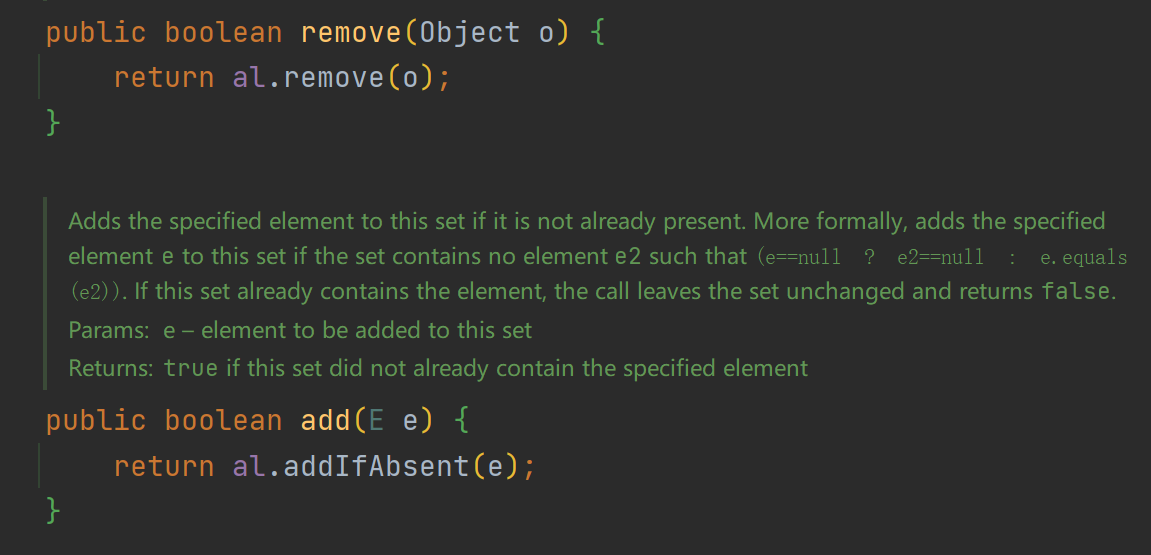 public boolean remove(Object o) {
return al.remove(o);
}
Adds the specified element to this set if it is not already present. More formally, adds the specified
element e to this set if the set contains no element e2 such that (e==null ? e2==null : e.equals
(e2)). If this set already contains the element, the call leaves the set unchanged and returns false.
Params: e – element to be added to this set
Returns: true if this set did not already contain the specified element
public boolean add(E e) {
return al.addIfAbsent(e);
}